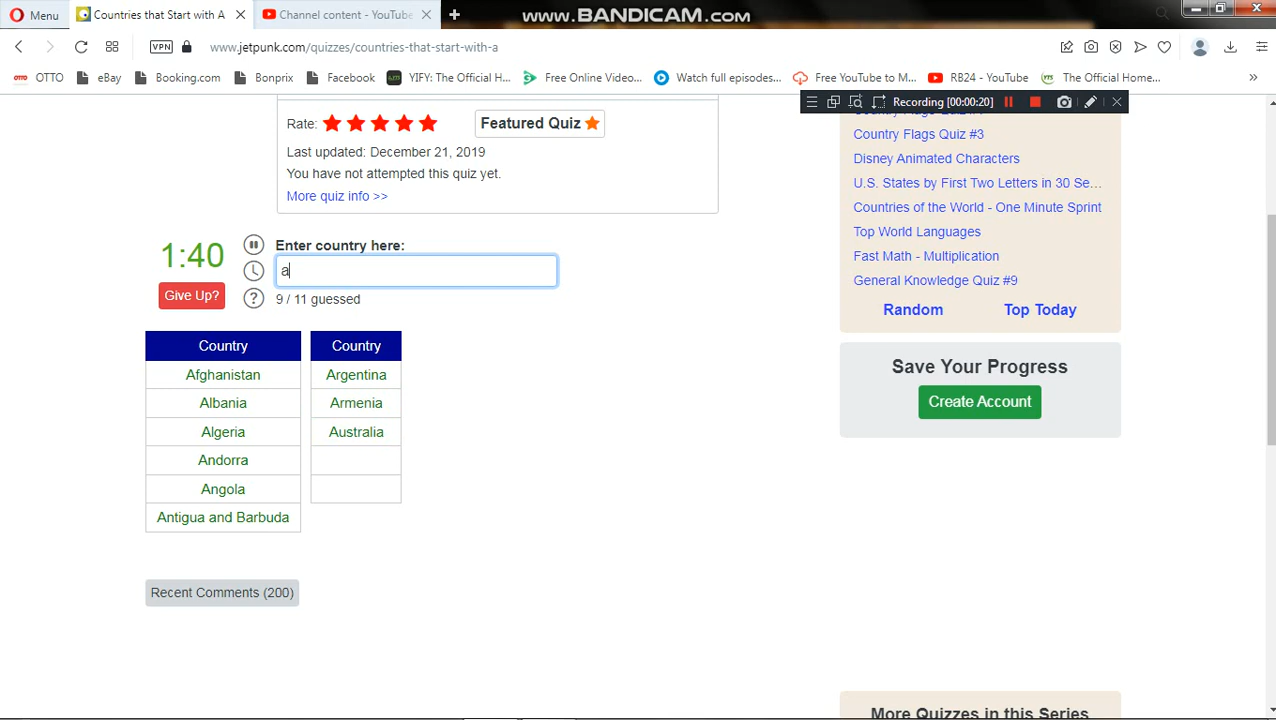 Menu
Countries that Start with A
Channel content - YouTube
www.BANDICAM.com
VPN
www.jetpunk.com/quizzes/countries-that-start-with-a
OTTO
eBay
Booking.com
Bonprix
Facebook
YIFY: The Official H...
Free Online Video...
Watch full episodes...
Free YouTube to M...
RB24 - YouTube
The Official Home...
Recording [00:00:20]
Rate:
Featured Quiz
Last updated: December 21, 2019
You have not attempted this quiz yet.
More quiz info >>
Country Flags Quiz #3
Disney Animated Characters
U.S. States by First Two Letters in 30 Se...
Countries of the World - One Minute Sprint
Top World Languages
Fast Math - Multiplication
General Knowledge Quiz #9
Random
Top Today
1:40
Give Up?
Enter country here:
a
9 / 11 guessed
Country
Afghanistan
Albania
Algeria
Andorra
Angola
Antigua and Barbuda
Country
Argentina
Armenia
Australia
Save Your Progress
Create Account
Recent Comments (200)
More Quizzes in this Series